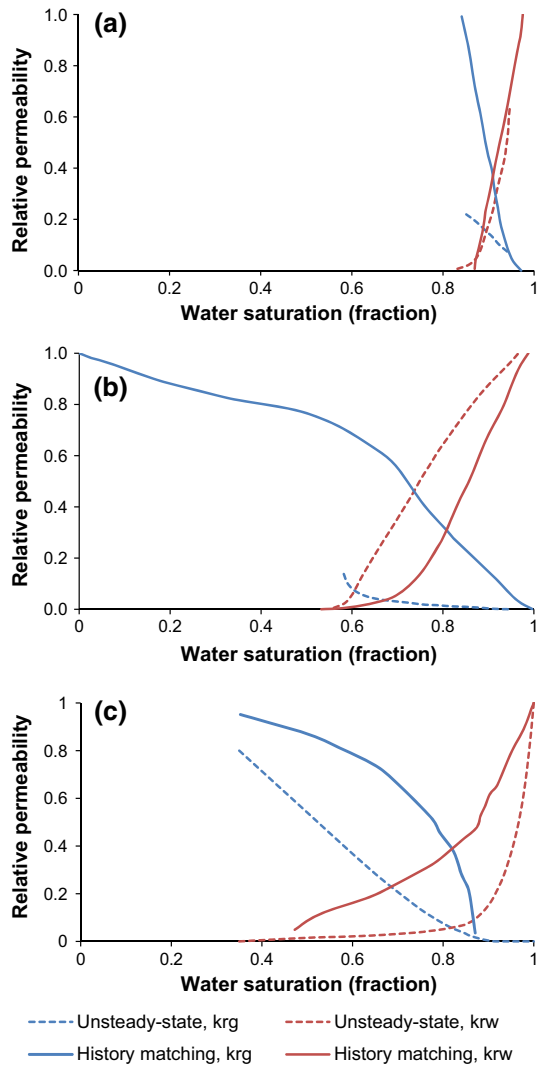 (a)
Relative permeability
1.0
0.8
0.6
0.4
0.2
0.0
0
0.2
0.4
0.6
0.8
1
Water saturation (fraction)
(b)
Relative permeability
1.0
0.8
0.6
0.4
0.2
0.0
0
0.2
0.4
0.6
0.8
1
Water saturation (fraction)
(c)
Relative permeability
1
0.8
0.6
0.4
0.2
0
0
0.2
0.4
0.6
0.8
1
Water saturation (fraction)
Unsteady-state, krg
Unsteady-state, krw
History matching, krg
History matching, krw